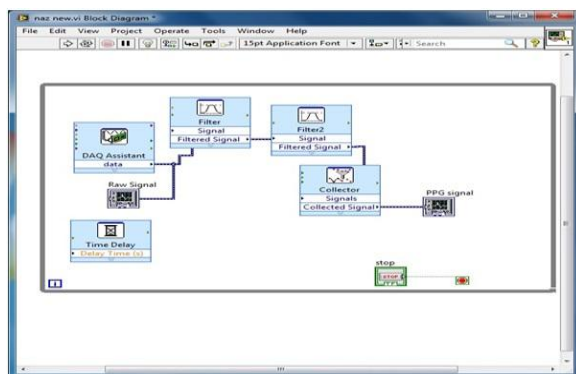 naz new.vi Block Diagram *
File Edit View Project Operate Tools Window Help
15pt Application Font
Search
Filter
Signal
Filtered Signal
Filter2
Signal
Filtered Signal
DAQ Assistant
data
Raw Signal
Collector
Signals
Collected Signal
PPG signal
Time Delay
Delay Time (s)
stop
STOP
i